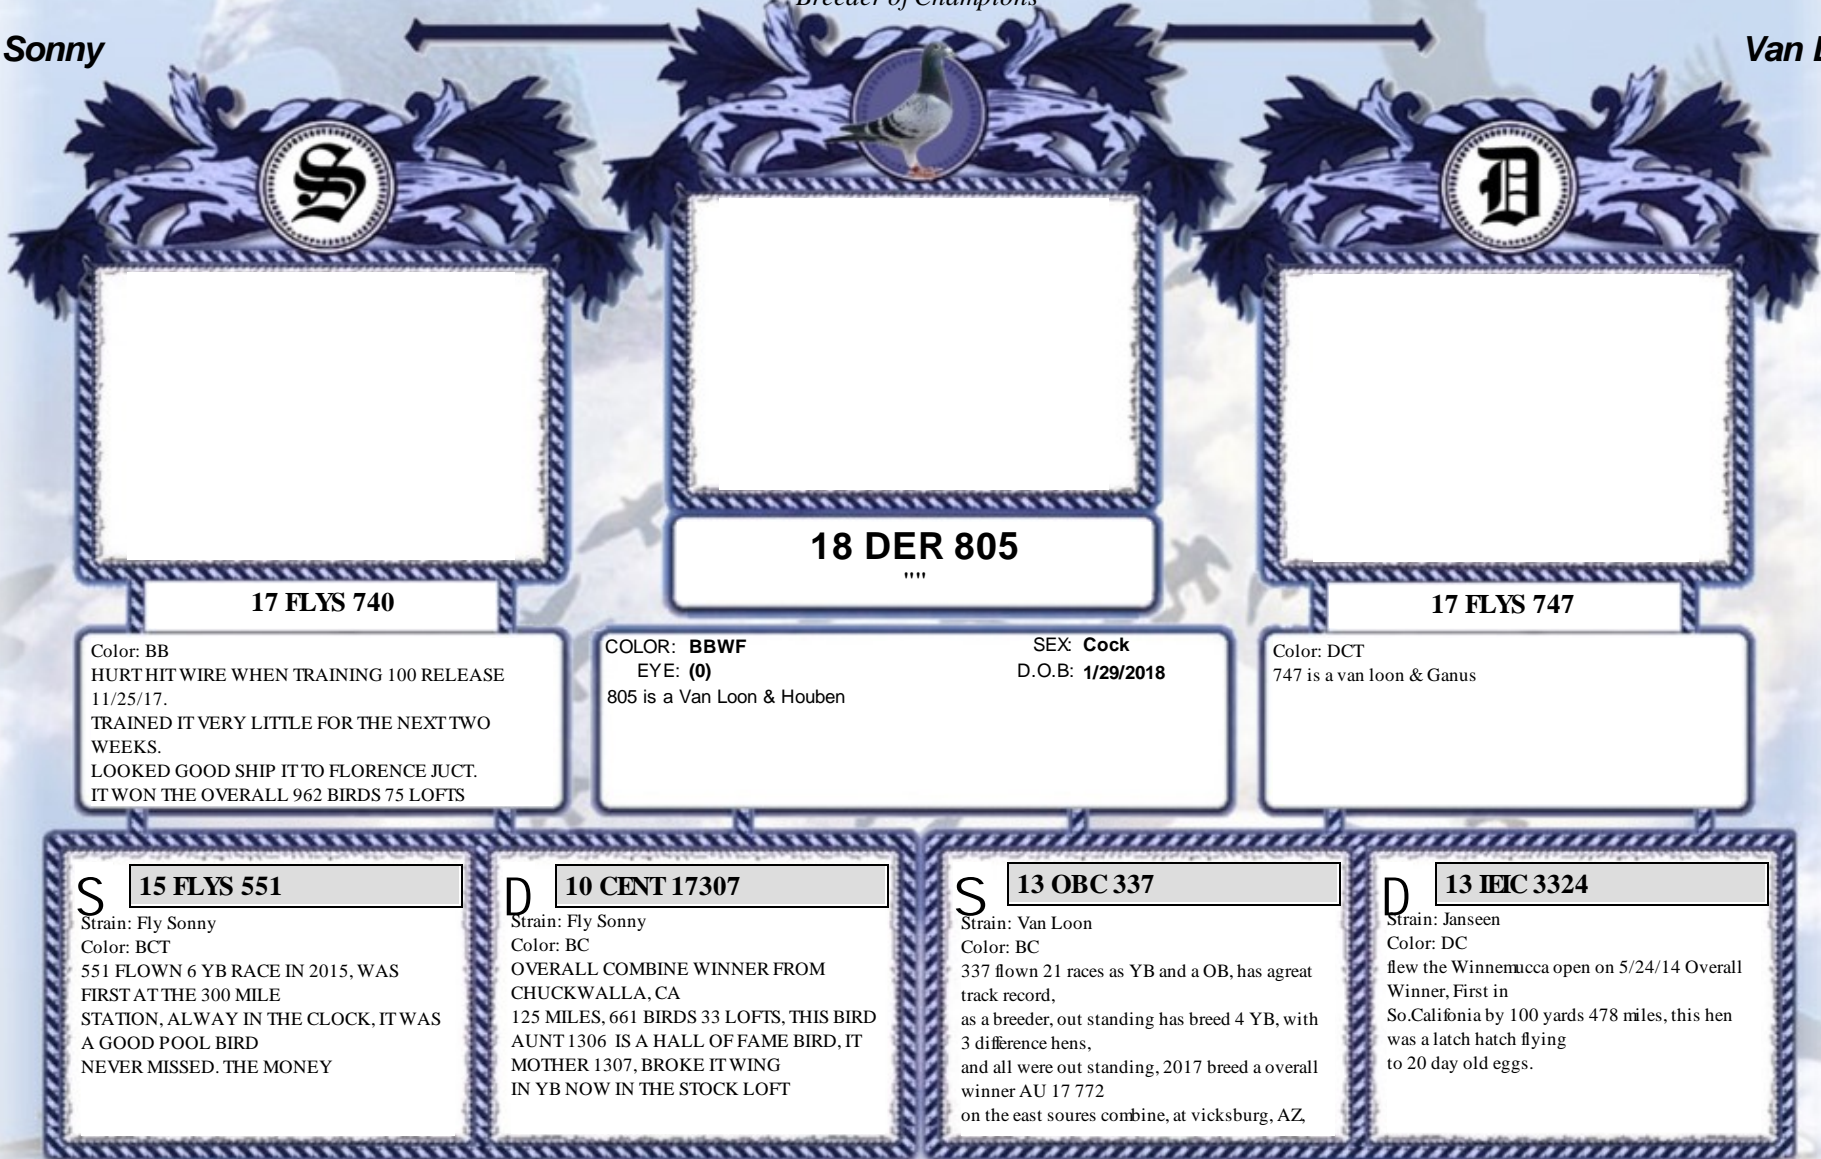 Breeder of Champions
Sonny
Van
S
D
18 DER 805
""
17 FLYS 740
17 FLYS 747
Color: BB
HURT HIT WIRE WHEN TRAINING 100 RELEASE
11/25/17.
TRAINED IT VERY LITTLE FOR THE NEXT TWO
WEEKS.
LOOKED GOOD SHIP IT TO FLORENCE JUCT.
IT WON THE OVERALL 962 BIRDS 75 LOFTS
COLOR: BBWF
SEX: Cock
EYE: (0)
D.O.B: 1/29/2018
805 is a Van Loon & Houben
Color: DCT
747 is a van loon & Ganus
S
15 FLYS 551
Strain: Fly Sonny
Color: BCT
551 FLOWN 6 YB RACE IN 2015, WAS
FIRST AT THE 300 MILE
STATION, ALWAY IN THE CLOCK, IT WAS
A GOOD POOL BIRD
NEVER MISSED. THE MONEY
D
10 CENT 17307
Strain: Fly Sonny
Color: BC
OVERALL COMBINE WINNER FROM
CHUCKWALLA, CA
125 MILES, 661 BIRDS 33 LOFTS, THIS BIRD
AUNT 1306 IS A HALL OF FAME BIRD, IT
MOTHER 1307, BROKE IT WING
IN YB NOW IN THE STOCK LOFT
S
13 OBC 337
Strain: Van Loon
Color: BC
337 flown 21 races as YB and a OB, has agreat
track record,
as a breeder, out standing has breed 4 YB, with
3 difference hens,
and all were out standing, 2017 breed a overall
winner AU 17 772
on the east soures combine, at vicksburg, AZ,
D
13 IEIC 3324
Strain: Janseen
Color: DC
flew the Winnemucca open on 5/24/14 Overall
Winner, First in
So.Califonia by 100 yards 478 miles, this hen
was a latch hatch flying
to 20 day old eggs.